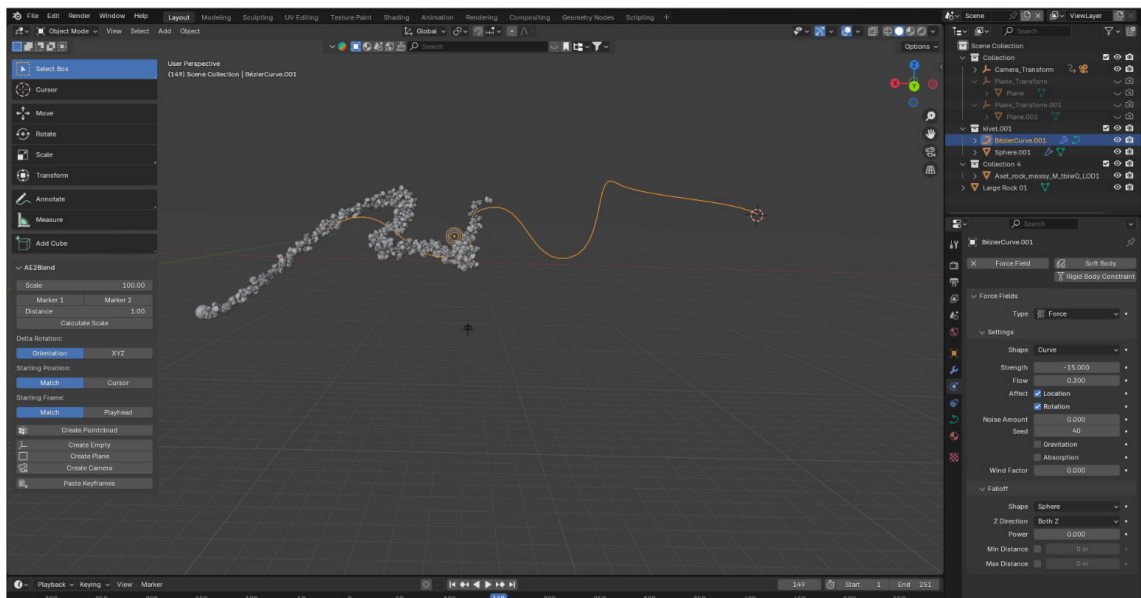 File Edit Render Window Help Layout Modeling Sculpting UV Editing Texture Paint Shading Animation Rendering Compositing Geometry Nodes Scripting + Scene ViewLayer
Object Mode View Select Add Object Global Search
Search Options
Select Box
Cursor
Move
Rotate
Scale
Transform
Annotate
Measure
Add Cube
AE2Blend
Scale 100.00
Marker 1 Marker 2
Distance 1.00
Calculate Scale
Delta Rotation:
Orientation XYZ
Starting Position:
Match Cursor
Starting Frame:
Match Playhead
Create Pointcloud
Create Empty
Create Plane
Create Camera
Paste Keyframes
User Perspective
(149) Scene Collection | BézierCurve.001
Z
Y
Scene Collection
Collection
Camera_Transform
Plane_Transform
Plane
Plane_Transform.001
Plane.001
kivet.001
BézierCurve.001
Sphere.001
Collection 4
Aset_rock_mossy_M_tbiwO_LOD1
Large Rock 01
Search
BézierCurve.001
Force Field Soft Body
Rigid Body Constraint
Force Fields
Type Force
Settings
Shape Curve
Strength -15.000
Flow 0.300
Affect Location
Rotation
Noise Amount 0.000
Seed 40
Gravitation
Absorption
Wind Factor 0.000
Falloff
Shape Sphere
Z Direction Both Z
Power 0.000
Min Distance 0 m
Max Distance 0 m
Playback Keying View Marker 149 Start 1 End 251